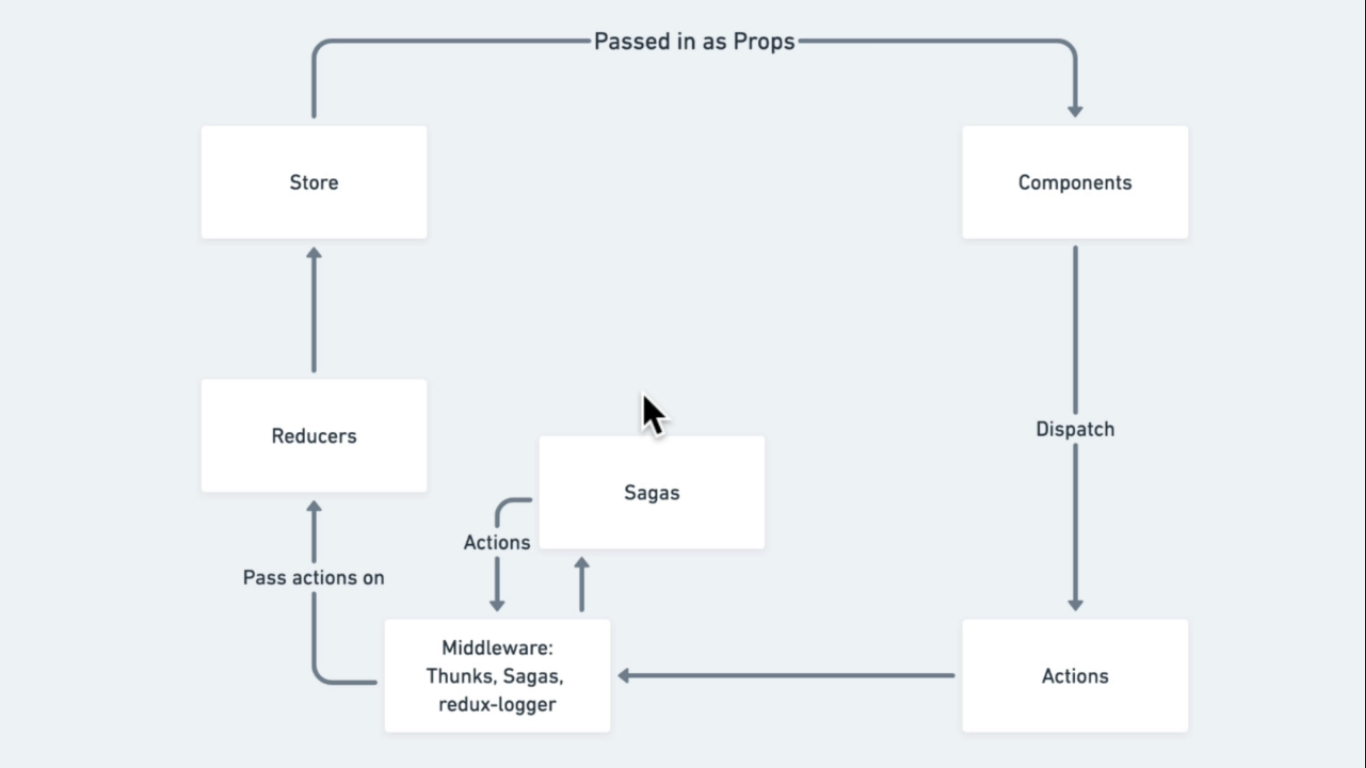 Passed in as Props
Store
Components
Reducers
Dispatch
Sagas
Actions
Pass actions on
Middleware:
Thunks, Sagas,
redux-logger
Actions